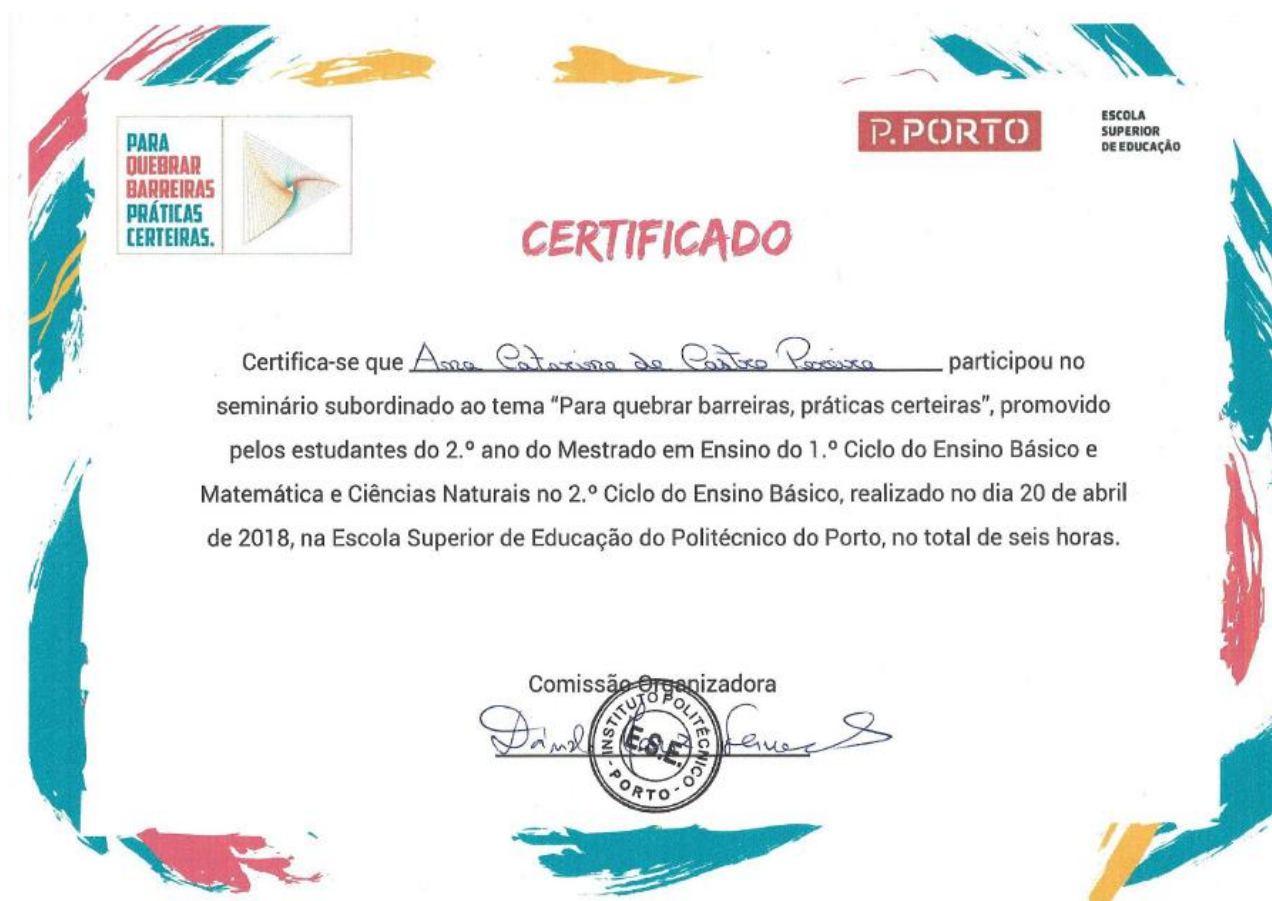 PARA
QUEBRAR
BARREIRAS
PRÁTICAS
CERTEIRAS.
P.PORTO
ESCOLA
SUPERIOR
DE EDUCAÇÃO
CERTIFICADO
Certifica-se que Ana Catarina de Castro Pereira participou no
seminário subordinado ao tema “Para quebrar barreiras, práticas certeiras”, promovido
pelos estudantes do 2.º ano do Mestrado em Ensino do 1.º Ciclo do Ensino Básico e
Matemática e Ciências Naturais no 2.º Ciclo do Ensino Básico, realizado no dia 20 de abril
de 2018, na Escola Superior de Educação do Politécnico do Porto, no total de seis horas.
Comissão Organizadora
INSTITUTO POLITÉCNICO
E.S.E.
- PORTO -